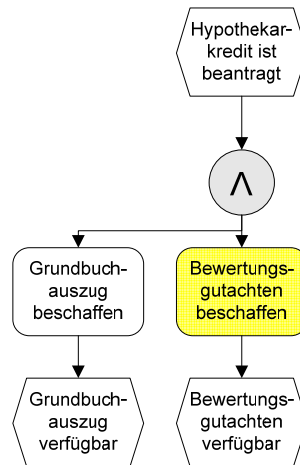 Hypothekar-
kredit ist
beantragt
Λ
Grundbuch-
auszug
beschaffen
Bewertungs-
gutachten
beschaffen
Grundbuch-
auszug
verfügbar
Bewertungs-
gutachten
verfügbar